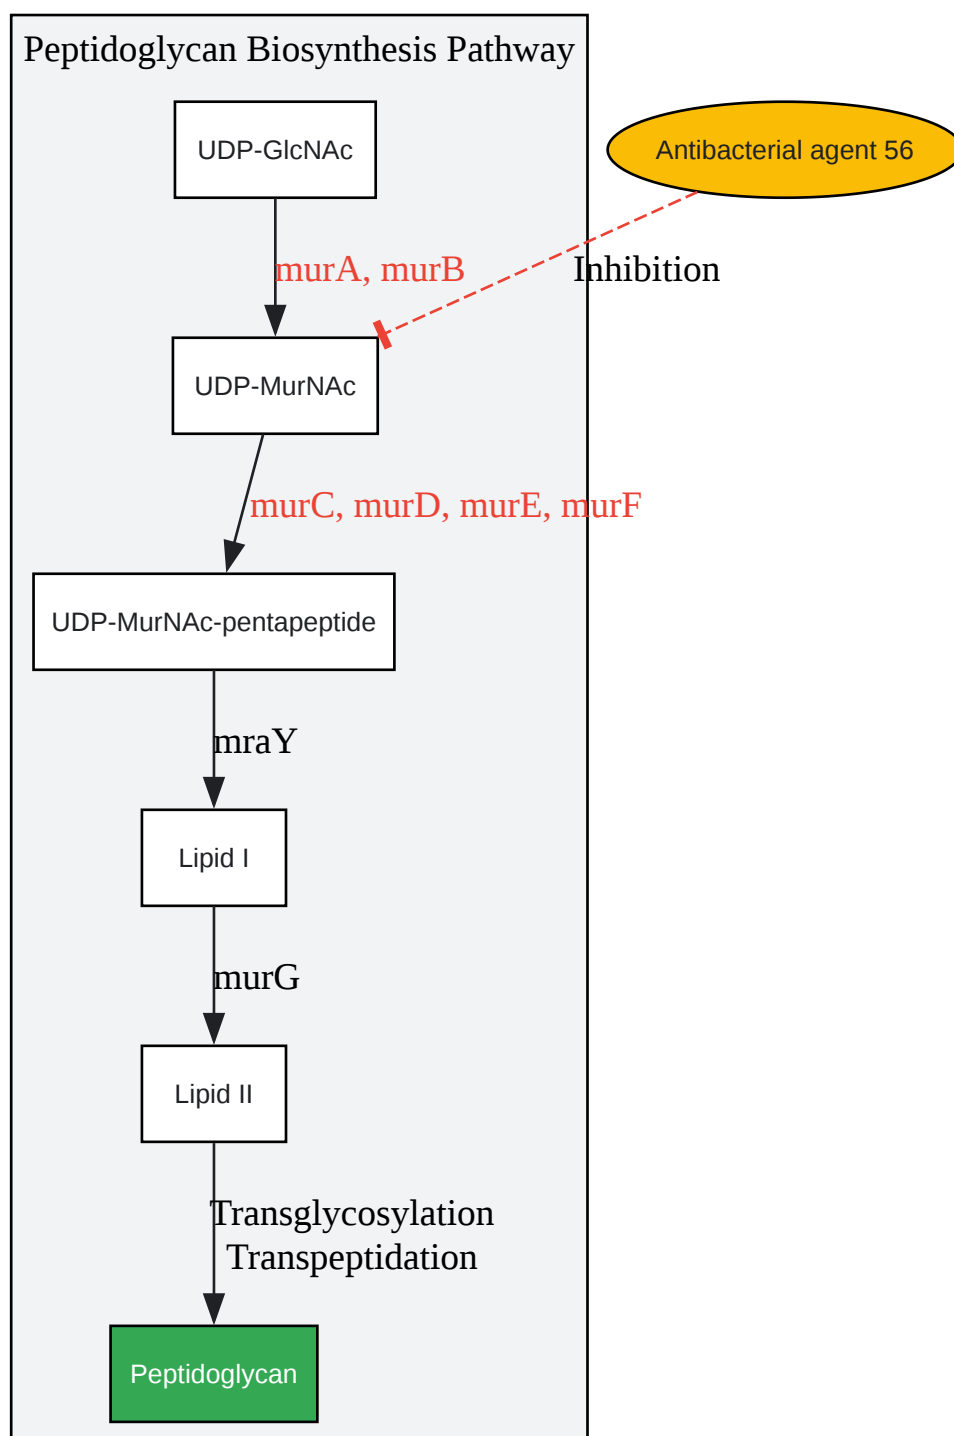 Peptidoglycan Biosynthesis Pathway
UDP-GlcNAc
Antibacterial agent 56
murA, murB
Inhibition
UDP-MurNAc
murC, murD, murE, murF
UDP-MurNAc-pentapeptide
mraY
Lipid I
murG
Lipid II
Transglycosylation
Transpeptidation
Peptidoglycan